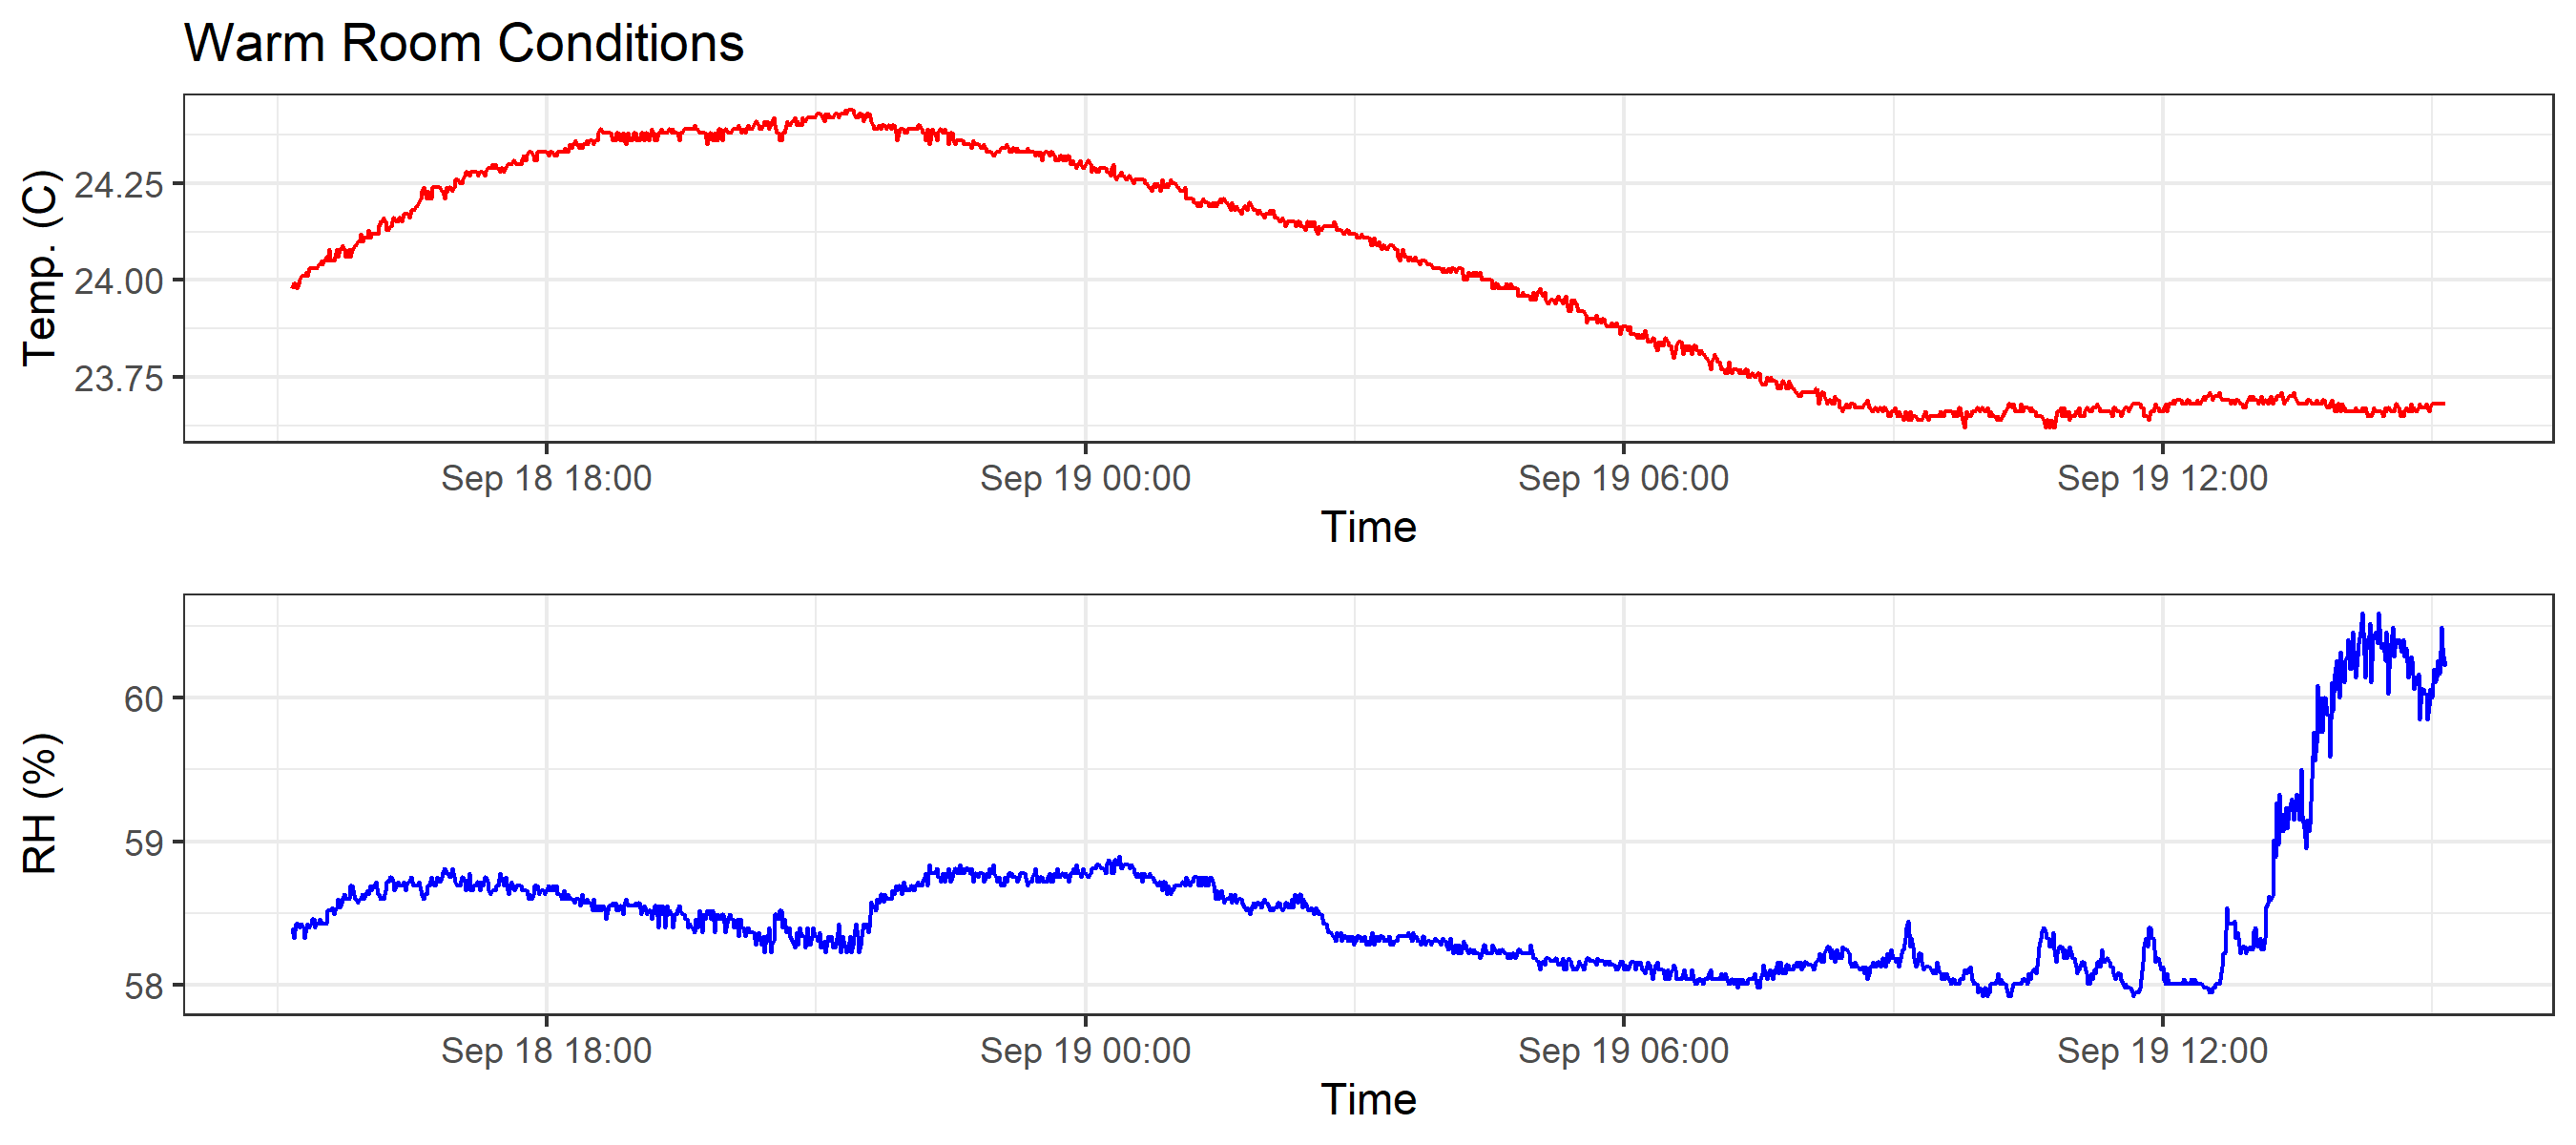 Warm Room Conditions
Temp. (C)
24.25
24.00
23.75
Sep 18 18:00 Sep 19 00:00 Sep 19 06:00 Sep 19 12:00
Time
RH (%)
60
59
58
Sep 18 18:00 Sep 19 00:00 Sep 19 06:00 Sep 19 12:00
Time